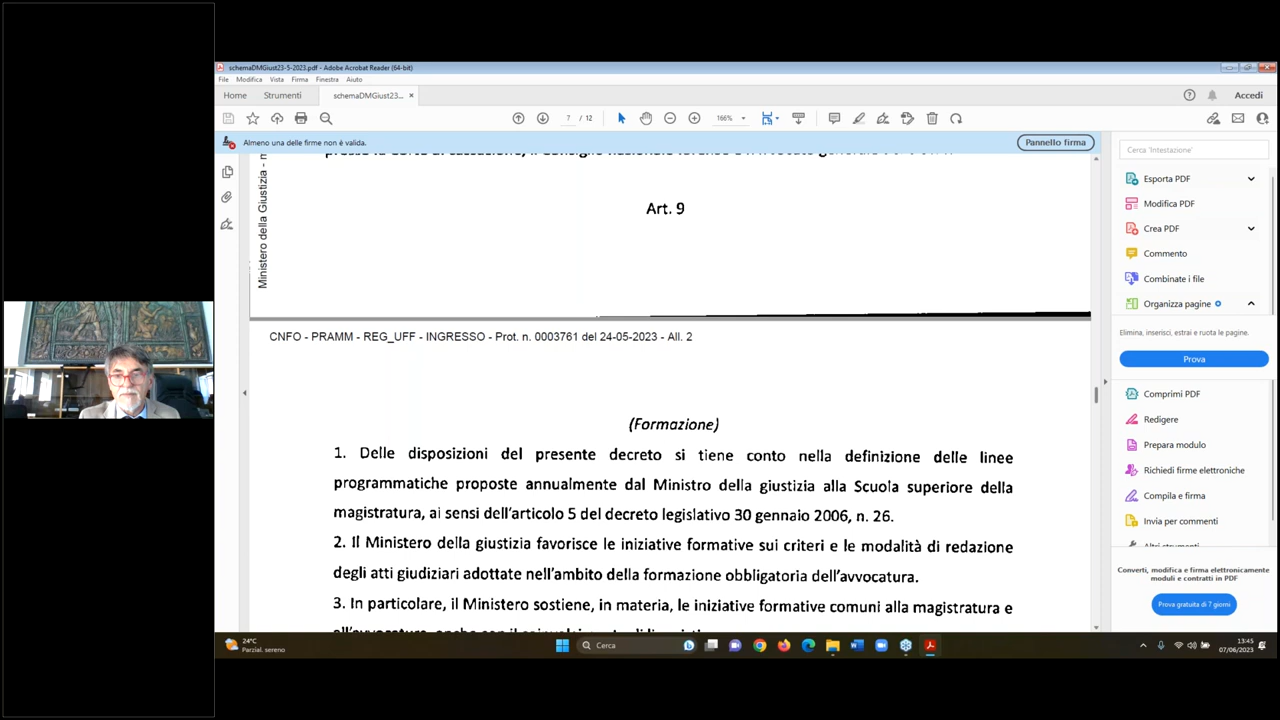 schemaDMGiust23-5-2023.pdf - Adobe Acrobat Reader (64-bit)
File Modifica Vista Firma Finestra Aiuto
Home Strumenti schemaDMGiust23... × Accedi
7 / 12 166%
Almeno una delle firme non è valida. Pannello firma
Cerca 'Intestazione'
Ministero della Giustizia
Art. 9
CNFO - PRAMM - REG_UFF - INGRESSO - Prot. n. 0003761 del 24-05-2023 - All. 2
(Formazione)
1. Delle disposizioni del presente decreto si tiene conto nella definizione delle linee
programmatiche proposte annualmente dal Ministro della giustizia alla Scuola superiore della
magistratura, ai sensi dell'articolo 5 del decreto legislativo 30 gennaio 2006, n. 26.
2. Il Ministero della giustizia favorisce le iniziative formative sui criteri e le modalità di redazione
degli atti giudiziari adottate nell'ambito della formazione obbligatoria dell'avvocatura.
3. In particolare, il Ministero sostiene, in materia, le iniziative formative comuni alla magistratura e
Esporta PDF
Modifica PDF
Crea PDF
Commento
Combinate i file
Organizza pagine
Elimina, inserisci, estrai e ruota le pagine.
Prova
Comprimi PDF
Redigere
Prepara modulo
Richiedi firme elettroniche
Compila e firma
Invia per commenti
Altri strumenti
Converti, modifica e firma elettronicamente
moduli e contratti in PDF
Prova gratuita di 7 giorni
24°C
Parzial. sereno
Cerca
13:45
07/06/2023